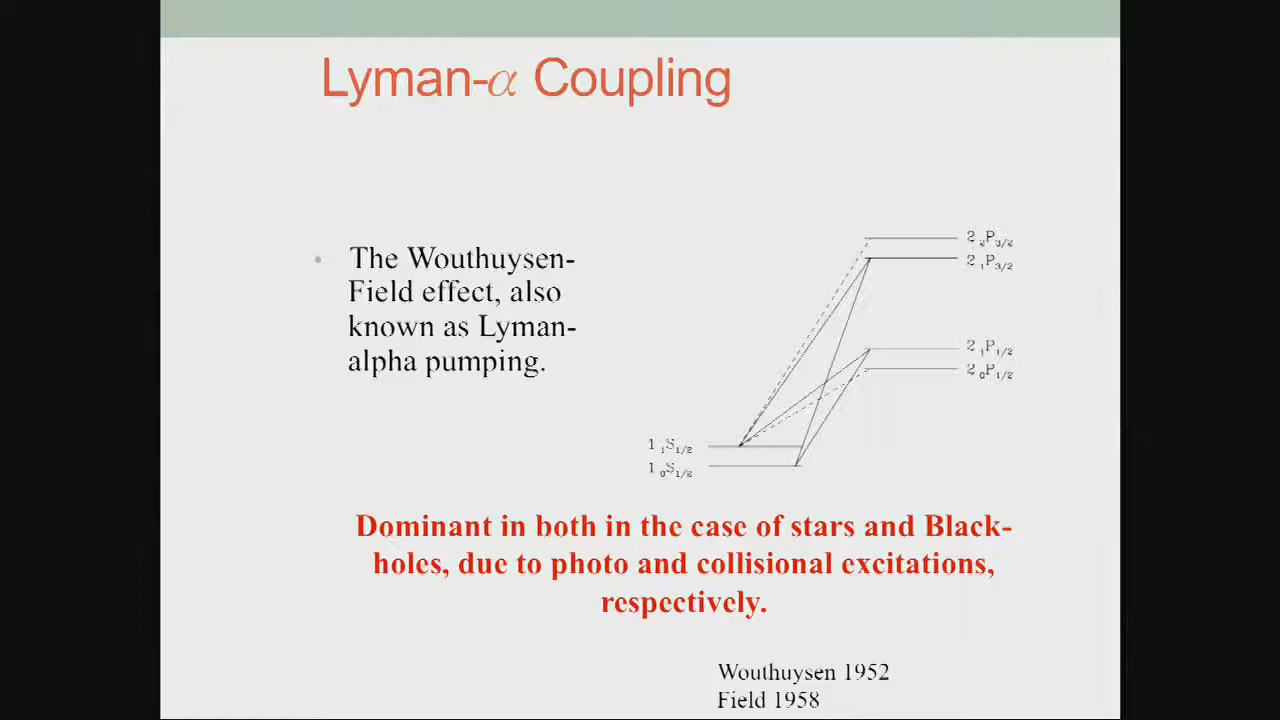 Lyman-α Coupling
• The Wouthuysen-
Field effect, also
known as Lyman-
alpha pumping.
2 ₂P₃/₂
2 ₁P₃/₂
2 ₁P₁/₂
2 ₀P₁/₂
1 ₁S₁/₂
1 ₀S₁/₂
Dominant in both in the case of stars and Black-
holes, due to photo and collisional excitations,
respectively.
Wouthuysen 1952
Field 1958